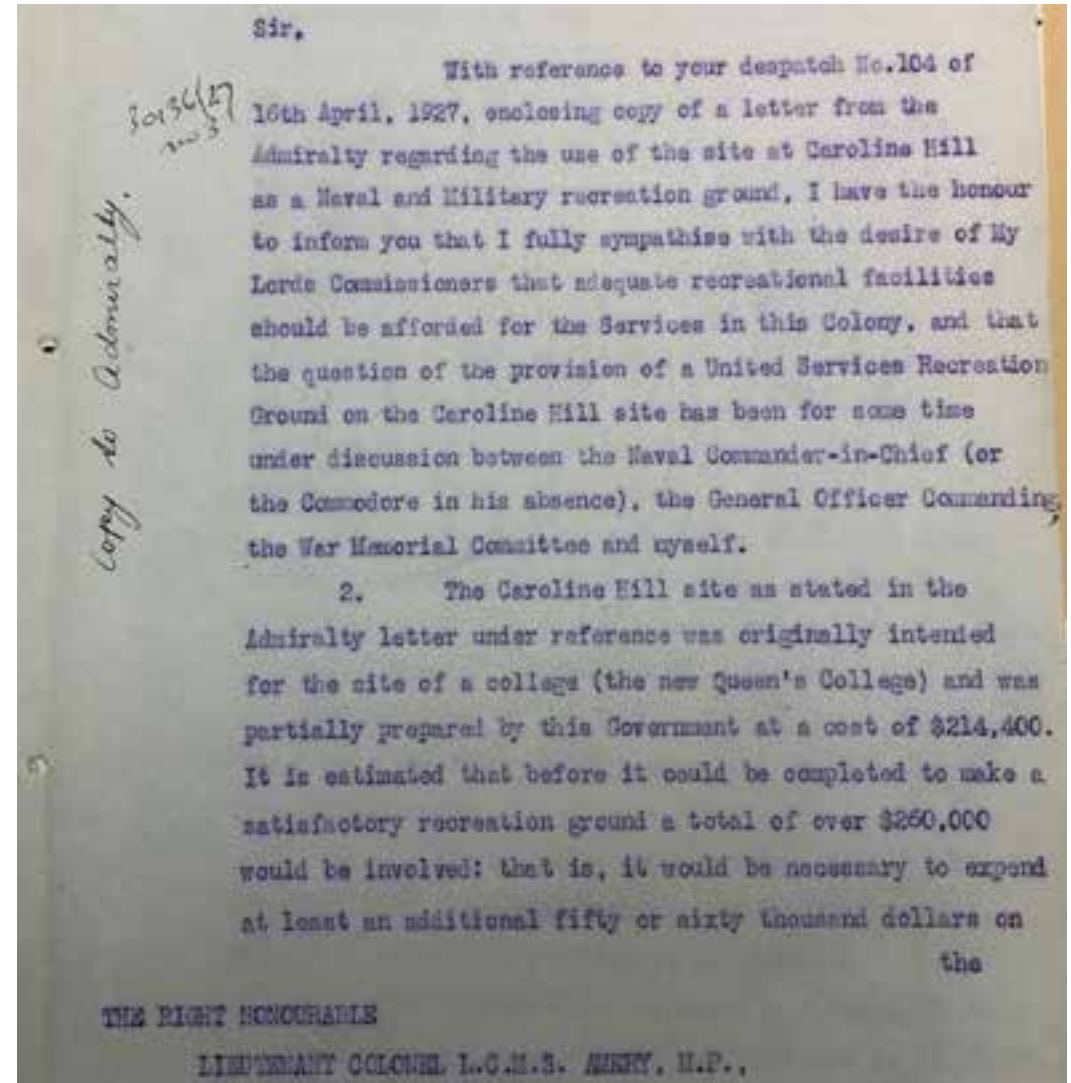 Sir,
With reference to your despatch No.104 of
16th April, 1927, enclosing copy of a letter from the
Admiralty regarding the use of the site at Caroline Hill
as a Naval and Military recreation ground, I have the honour
to inform you that I fully sympathise with the desire of My
Lords Commissioners that adequate recreational facilities
should be afforded for the Services in this Colony, and that
the question of the provision of a United Services Recreation
Ground on the Caroline Hill site has been for some time
under discussion between the Naval Commander-in-Chief (or
the Commodore in his absence), the General Officer Commanding,
the War Memorial Committee and myself.
2. The Caroline Hill site as stated in the
Admiralty letter under reference was originally intended
for the site of a college (the new Queen's College) and was
partially prepared by this Government at a cost of $214,400.
It is estimated that before it could be completed to make a
satisfactory recreation ground a total of over $260,000
would be involved: that is, it would be necessary to expend
at least an additional fifty or sixty thousand dollars on
the
THE RIGHT HONOURABLE
LIEUTENANT COLONEL L.C.M.S. AMERY, M.P.,
30136/27
no 3
Copy to Admiralty.